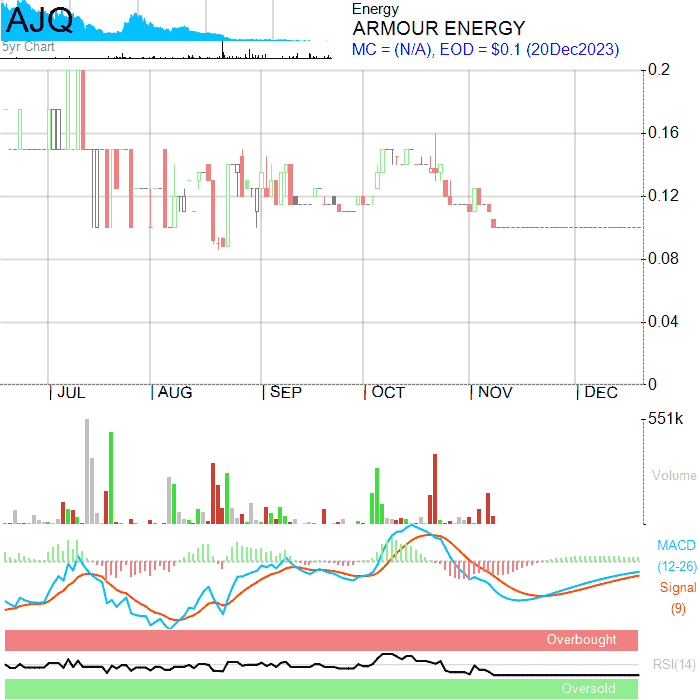 AJQ
5yr Chart
Energy
ARMOUR ENERGY
MC = (N/A), EOD = $0.1 (20Dec2023)
0.2
0.16
0.12
0.08
0.04
0
JUL AUG SEP OCT NOV DEC
551k
Volume
MACD
(12-26)
Signal
(9)
Overbought
RSI(14)
Oversold